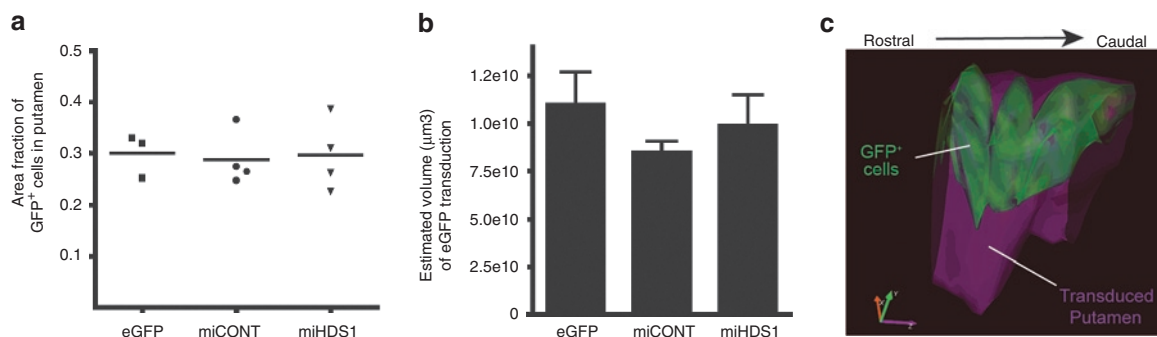 a
0.5
0.4
0.3
0.2
0.1
Area fraction of
GFP+ cells in putamen
eGFP miCONT miHDS1
b
1.2e10
1.0e10
7.5e10
5.0e10
2.5e10
0
Estimated volume (μm3)
of eGFP transduction
eGFP miCONT miHDS1
c
Rostral Caudal
GFP+
cells
Transduced
Putamen
Y
Z